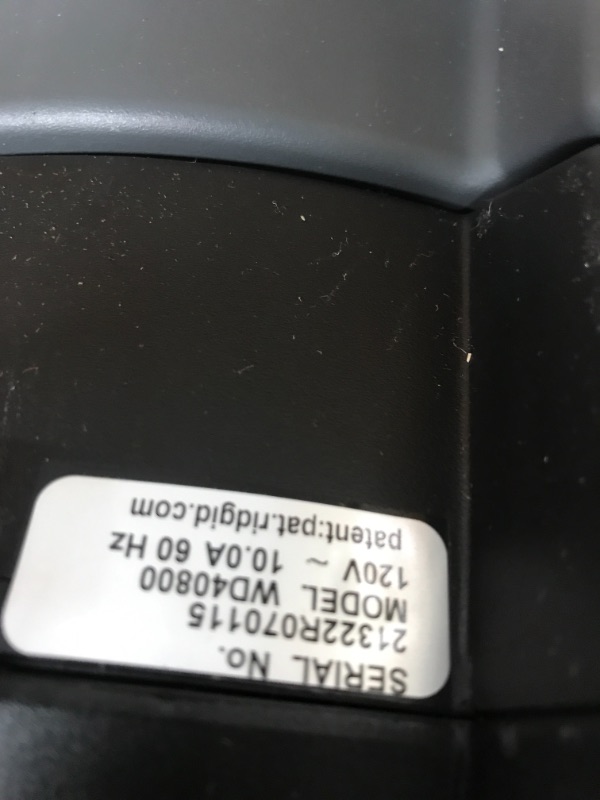 SERIAL No.
21322R070115
MODEL WD40800
120V ~ 10.0A 60 Hz
patent:pat.ridgid.com